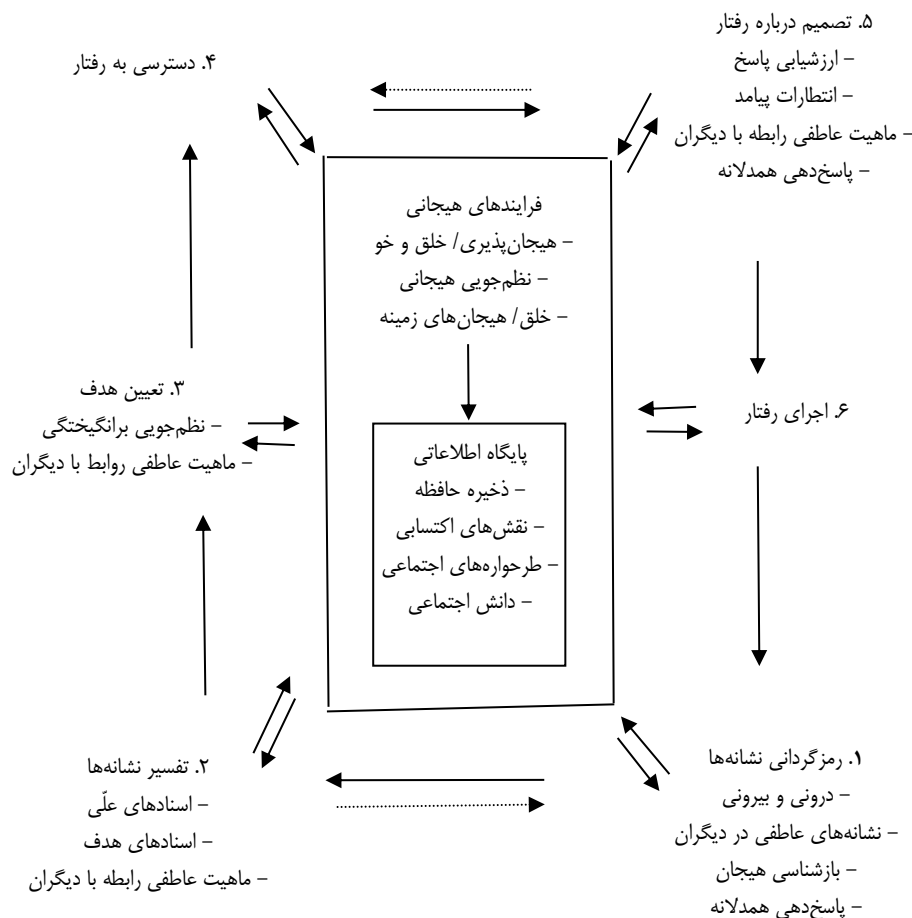 ۵. تصمیم درباره رفتار
– ارزشیابی پاسخ
– انتطارات پیامد
– ماهیت عاطفی رابطه با دیگران
– پاسخ‌دهی همدلانه
۴. دسترسی به رفتار
فرایندهای هیجانی
– هیجان‌پذیری/ خلق و خو
– نظم‌جویی هیجانی
– خلق/ هیجان‌های زمینه
۶. اجرای رفتار
۳. تعیین هدف
– نظم‌جویی برانگیختگی
– ماهیت عاطفی روابط با دیگران
پایگاه اطلاعاتی
– ذخیره حافظه
– نقش‌های اکتسابی
– طرحواره‌های اجتماعی
– دانش اجتماعی
۱. رمزگردانی نشانه‌ها
– درونی و بیرونی
– نشانه‌های عاطفی در دیگران
– بازشناسی هیجان
– پاسخ‌دهی همدلانه
۲. تفسیر نشانه‌ها
– اسنادهای علّی
– اسنادهای هدف
– ماهیت عاطفی رابطه با دیگران